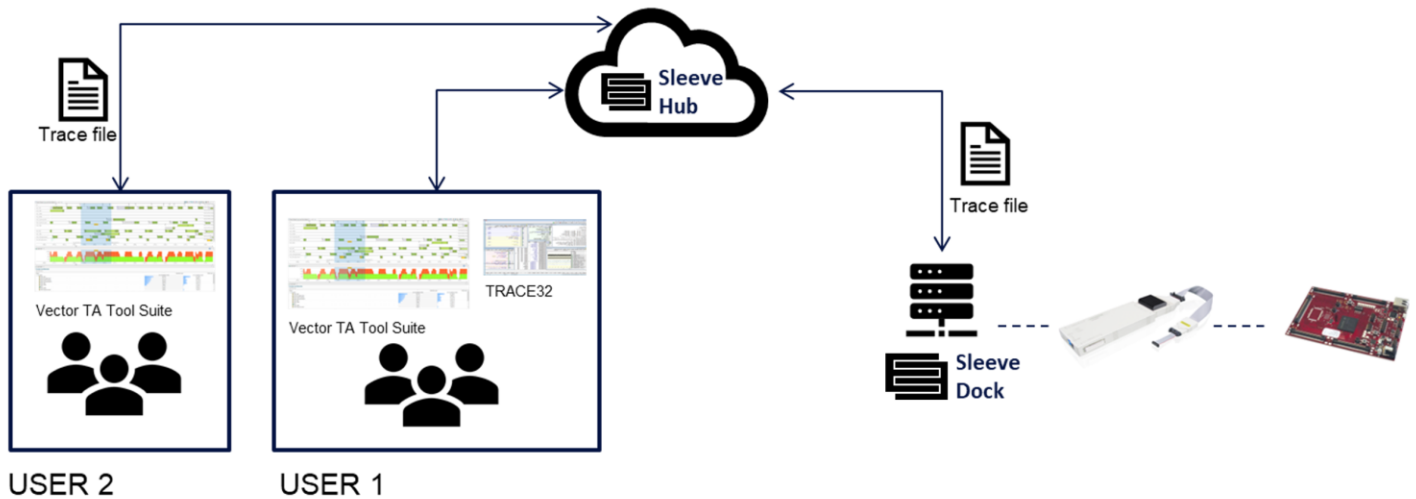 Sleeve
Hub
Trace file
Trace file
Vector TA Tool Suite
TRACE32
Vector TA Tool Suite
Sleeve
Dock
USER 2
USER 1